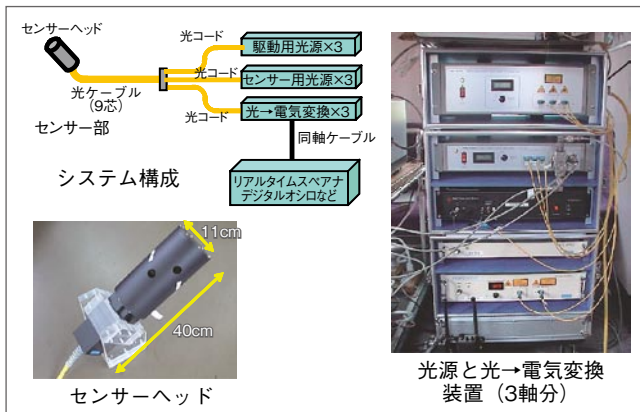 センサーヘッド
光コード
駆動用光源×3
光コード
センサー用光源×3
光ケーブル
(9芯)
光コード
光→電気変換×3
センサー部
同軸ケーブル
システム構成
リアルタイムスペアナ
デジタルオシロなど
11cm
40cm
センサーヘッド
光源と光→電気変換
装置（3軸分）